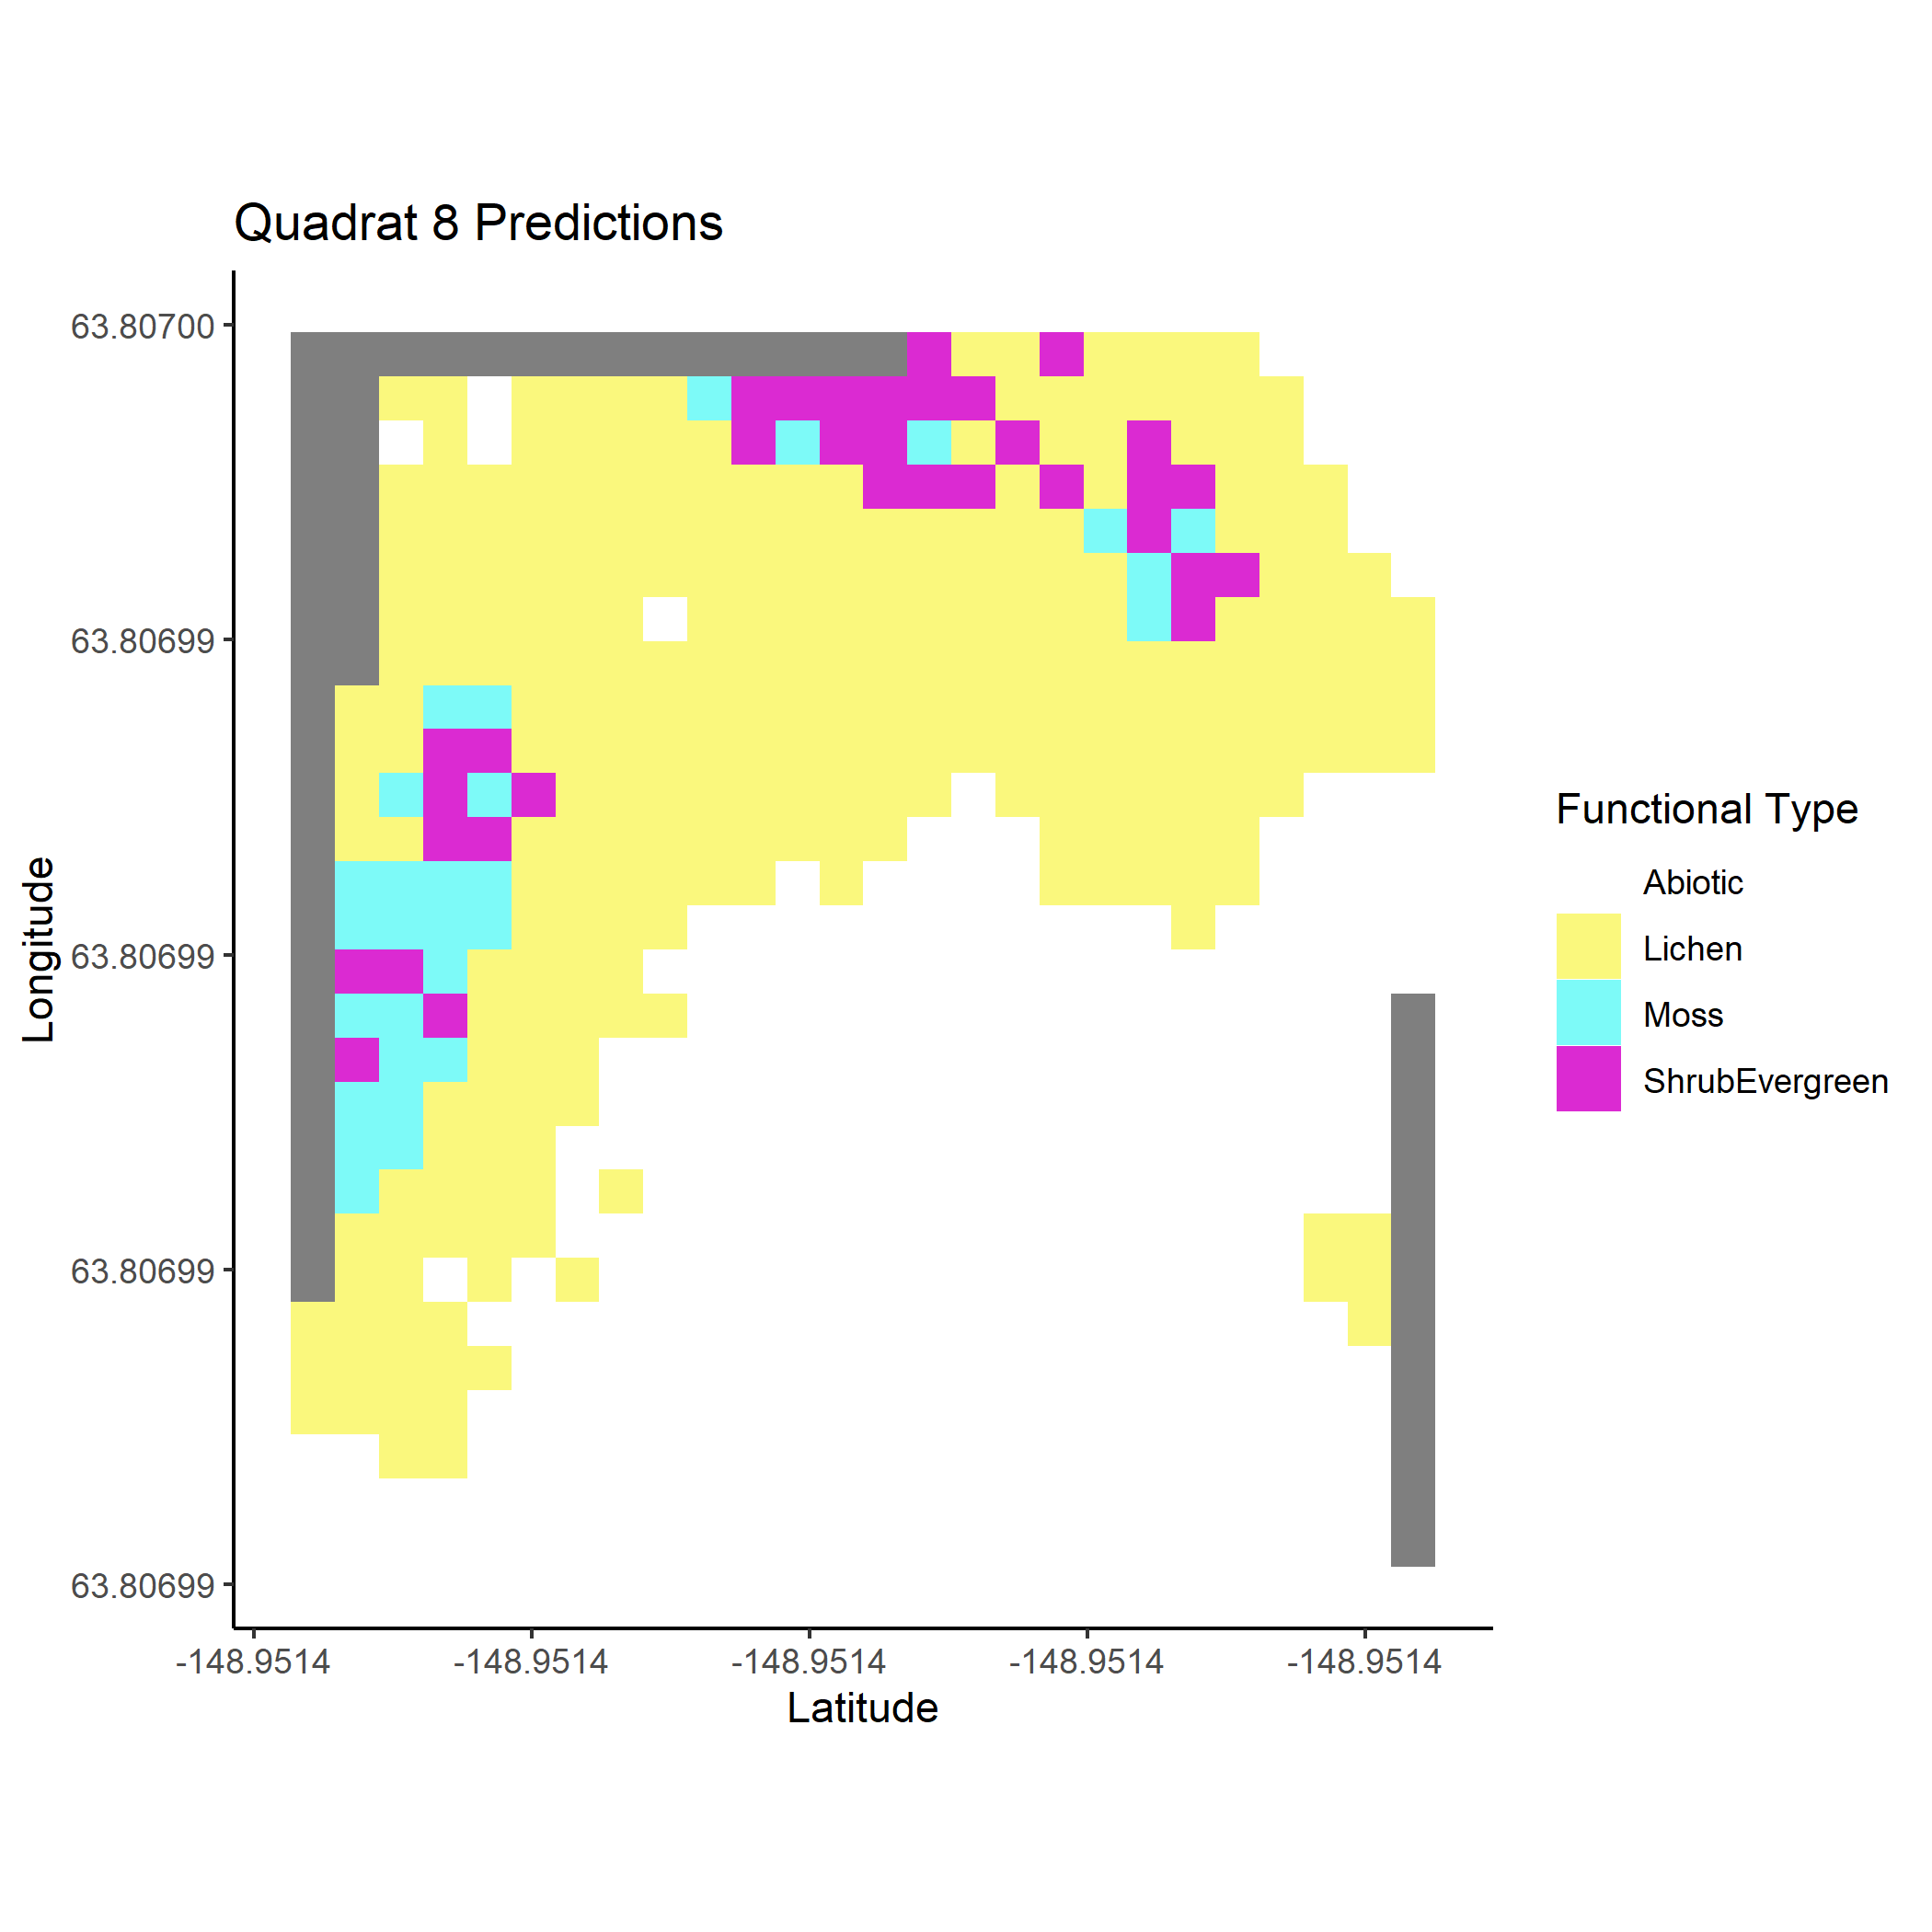 Quadrat 8 Predictions
63.80700
63.80699
63.80699
63.80699
63.80699
Longitude
-148.9514 -148.9514 -148.9514 -148.9514 -148.9514
Latitude
Functional Type
Abiotic
Lichen
Moss
ShrubEvergreen